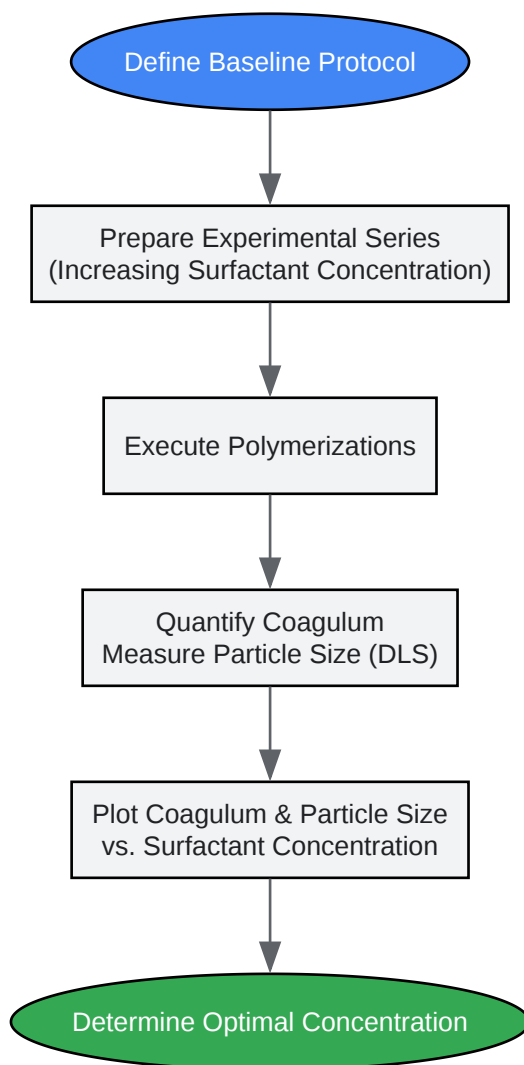 Define Baseline Protocol
Prepare Experimental Series
(Increasing Surfactant Concentration)
Execute Polymerizations
Quantify Coagulum
Measure Particle Size (DLS)
Plot Coagulum & Particle Size
vs. Surfactant Concentration
Determine Optimal Concentration